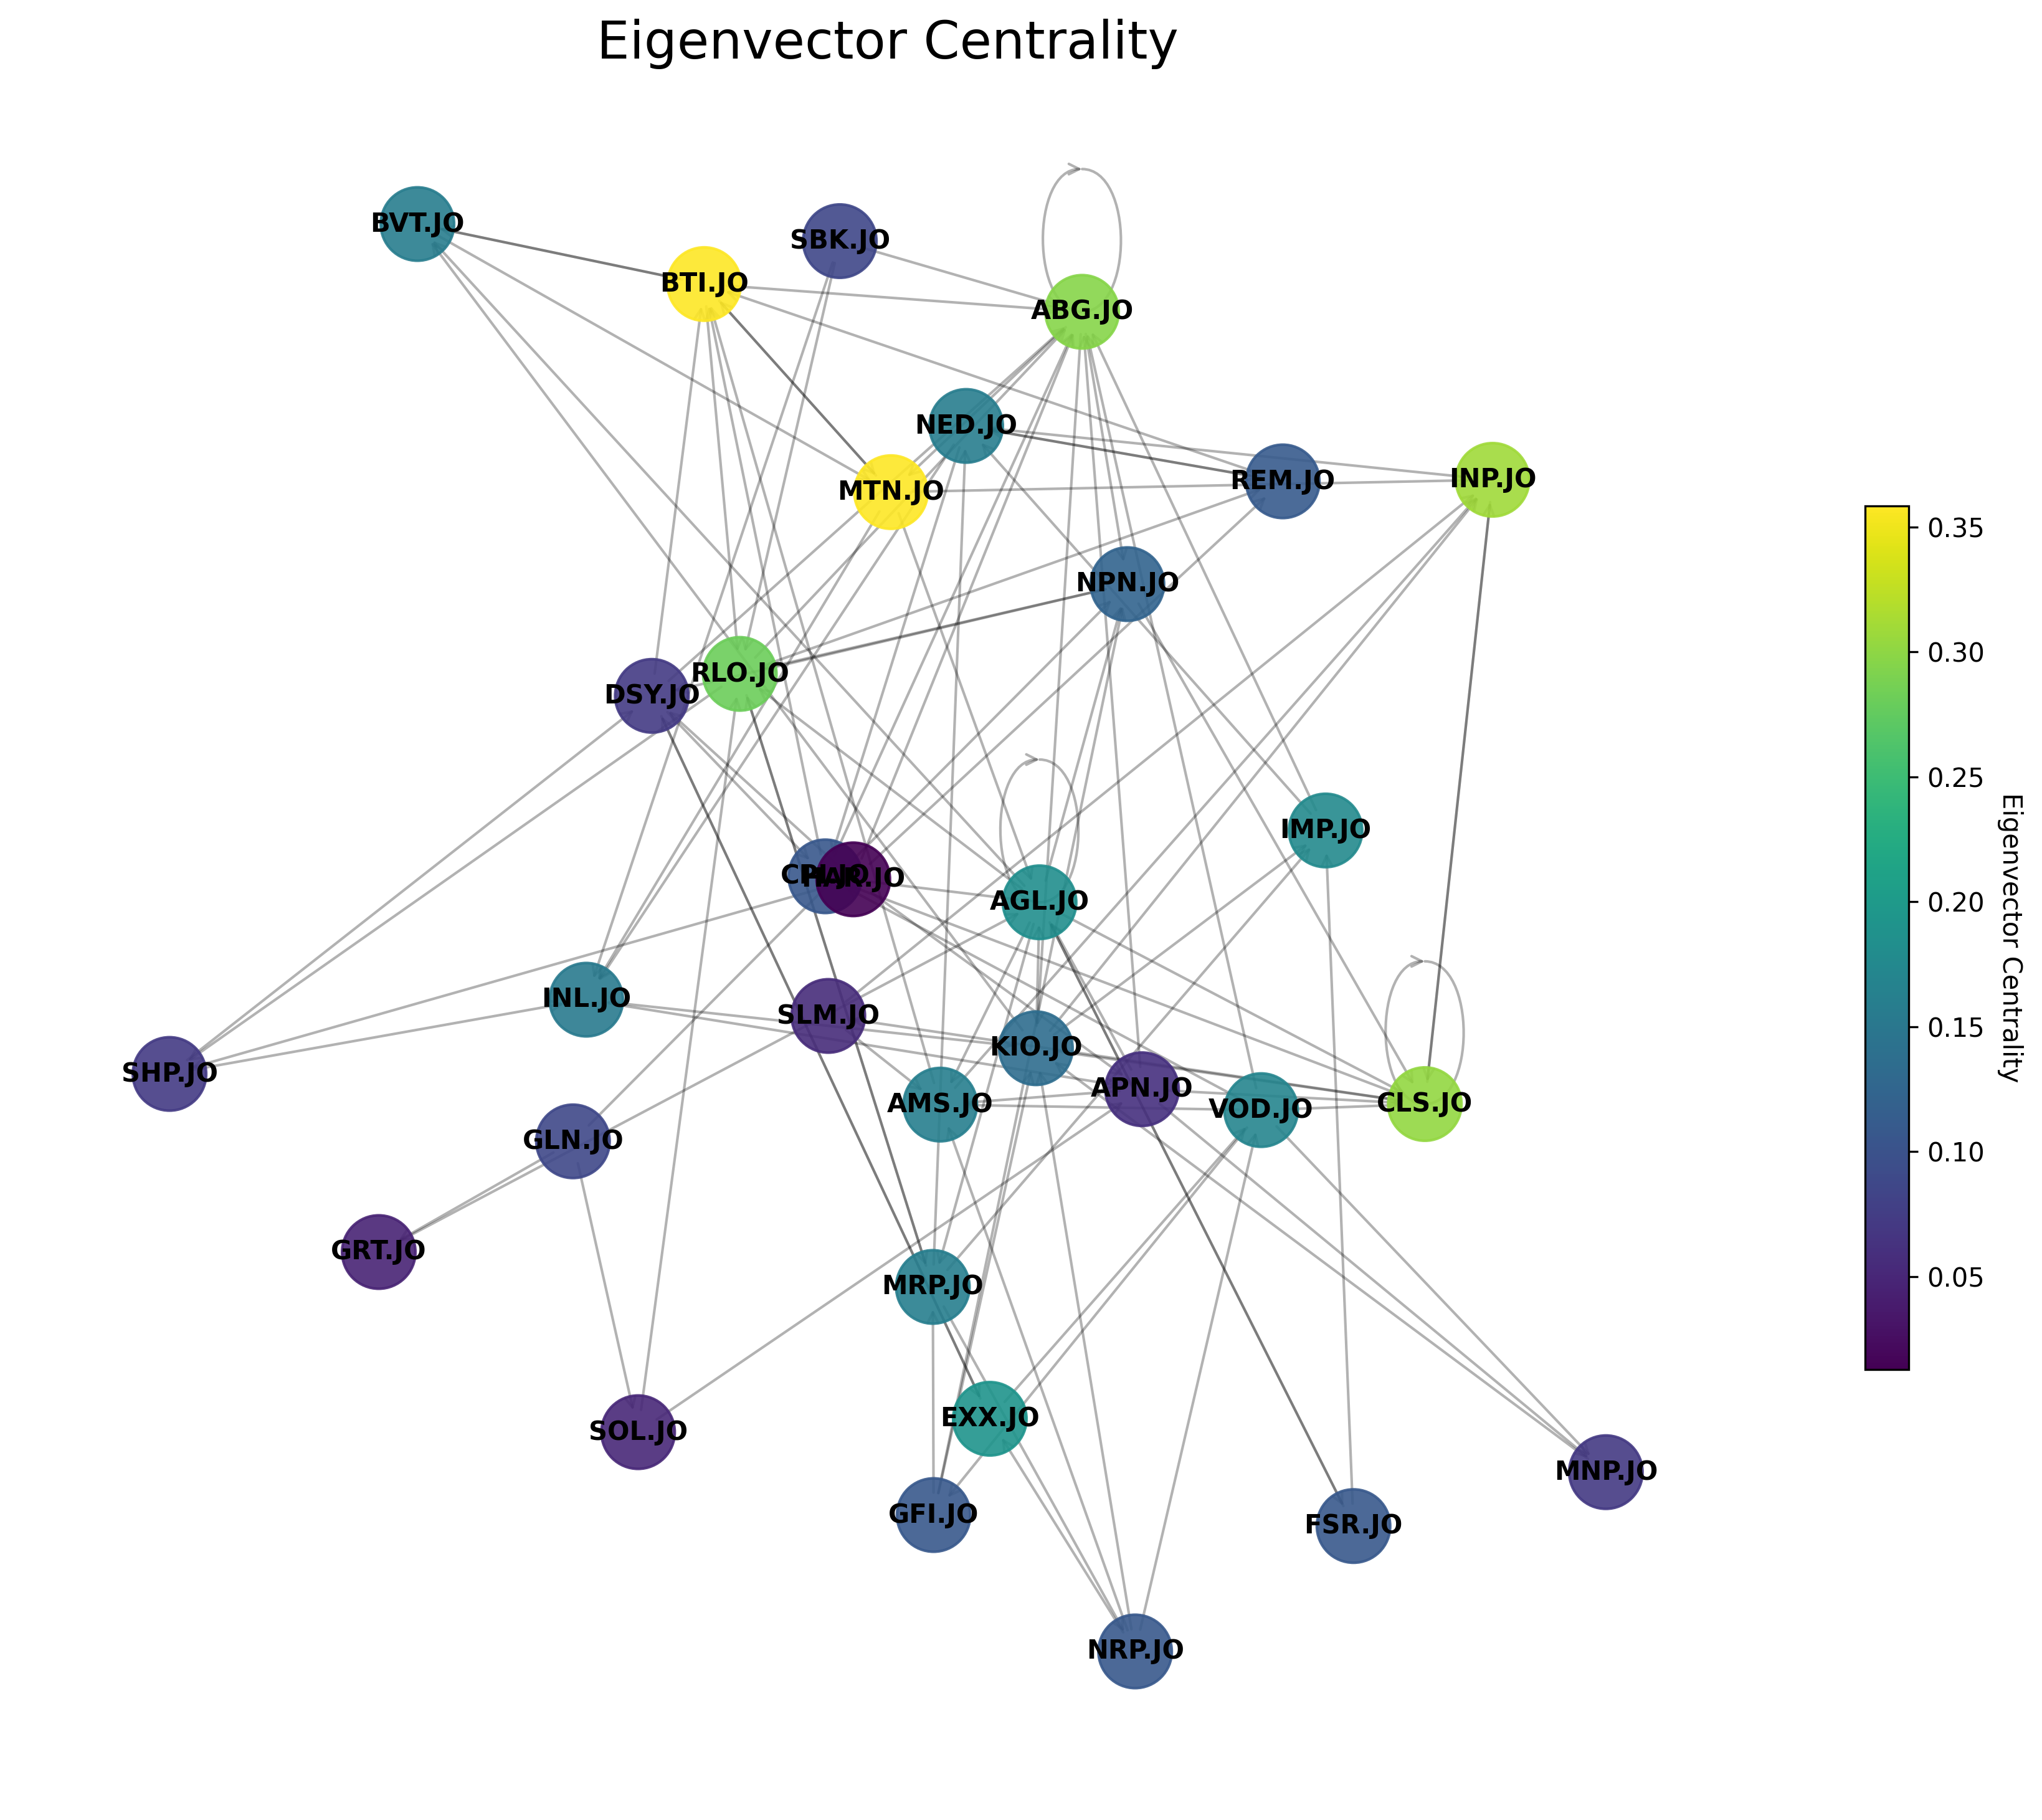 Eigenvector Centrality
BVT.JO
SBK.JO
BTI.JO
ABG.JO
NED.JO
MTN.JO
REM.JO
INP.JO
NPN.JO
RLO.JO
DSY.JO
IMP.JO
HAR.JO
AGL.JO
INL.JO
SLM.JO
KIO.JO
SHP.JO
AMS.JO
APN.JO
VOD.JO
CLS.JO
GLN.JO
GRT.JO
MRP.JO
SOL.JO
EXX.JO
GFI.JO
FSR.JO
MNP.JO
NRP.JO
0.35
0.30
0.25
0.20
0.15
0.10
0.05
Eigenvector Centrality